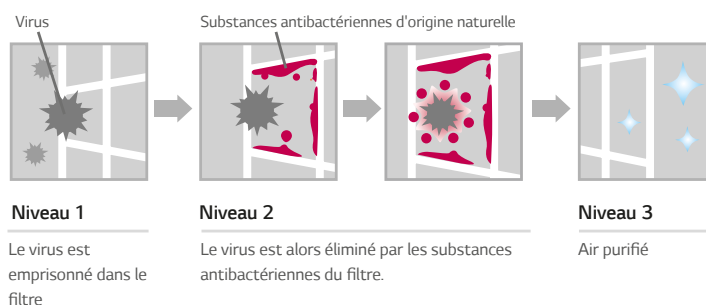 Virus
Substances antibactériennes d'origine naturelle
Niveau 1
Le virus est
emprisonné dans le
filtre
Niveau 2
Le virus est alors éliminé par les substances
antibactériennes du filtre.
Niveau 3
Air purifié